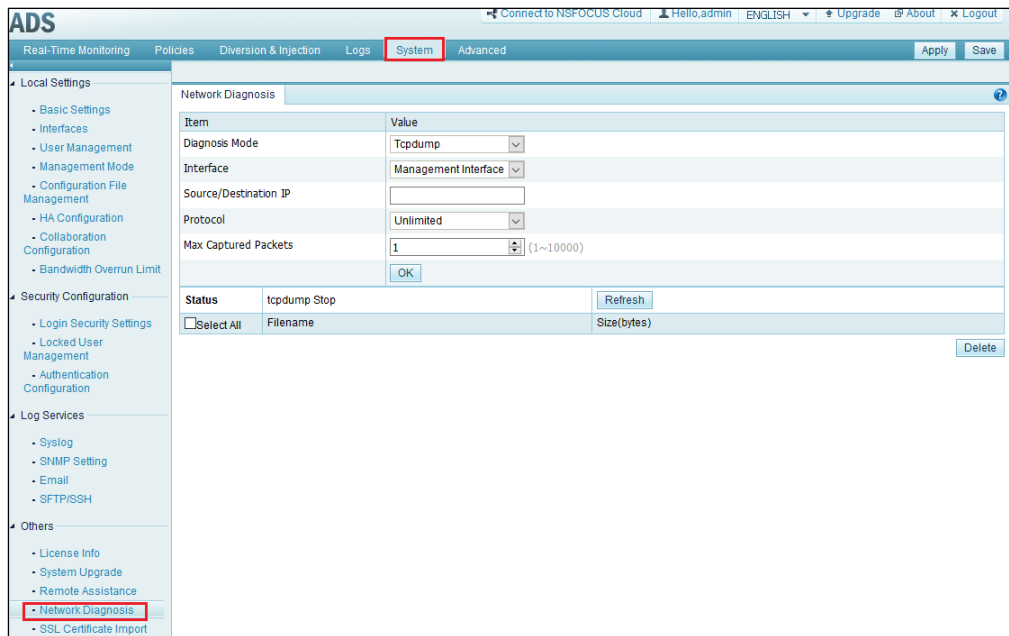 ADS
Connect to NSFOCUS Cloud Hello,admin ENGLISH Upgrade About Logout
Real-Time Monitoring Policies Diversion & Injection Logs System Advanced Apply Save
Local Settings
Basic Settings
Interfaces
User Management
Management Mode
Configuration File
Management
HA Configuration
Collaboration
Configuration
Bandwidth Overrun Limit
Security Configuration
Login Security Settings
Locked User
Management
Authentication
Configuration
Log Services
Syslog
SNMP Setting
Email
SFTP/SSH
Others
License Info
System Upgrade
Remote Assistance
Network Diagnosis
SSL Certificate Import
Network Diagnosis
Item Value
Diagnosis Mode Tcpdump
Interface Management Interface
Source/Destination IP
Protocol Unlimited
Max Captured Packets 1 (1~10000)
OK
Status tcpdump Stop Refresh
Select All Filename Size(bytes)
Delete